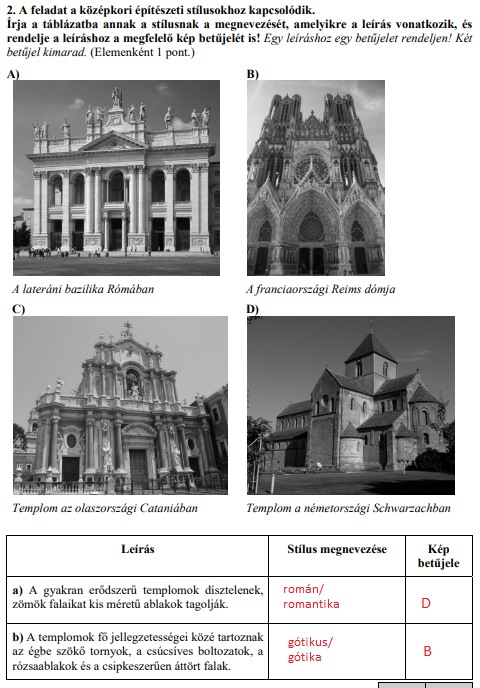 2. A feladat a középkori építészeti stílusokhoz kapcsolódik.
Írja a táblázatba annak a stílusnak a megnevezését, amelyikre a leírás vonatkozik, és
rendelje a leíráshoz a megfelelő kép betűjelét is! Egy leíráshoz egy betűjelet rendeljen! Két
betűjel kimarad. (Elemenként 1 pont.)
A)
B)
A lateráni bazilika Rómában
A franciaországi Reims dómja
C)
D)
Templom az olaszországi Cataniában
Templom a németországi Schwarzachban
Leírás
Stílus megnevezése
Kép
betűjele
a) A gyakran erődszerű templomok dísztelenek,
zömök falaikat kis méretű ablakok tagolják.
román/
romantika
D
b) A templomok fő jellegzetességei közé tartoznak
az égbe szökő tornyok, a csúcsíves boltozatok, a
rózsaablakok és a csipkeszerűen áttört falak.
gótikus/
gótika
B